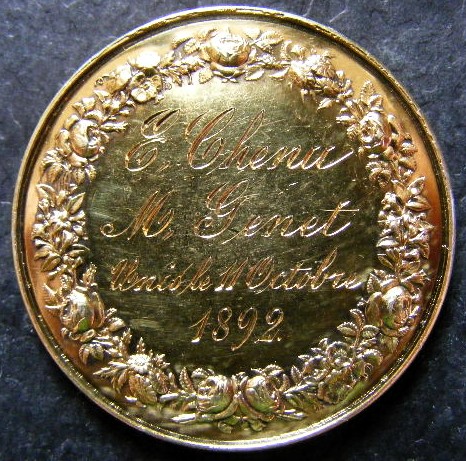 E. Chenu
M. Genet
Unis le 11 Octobre
1892